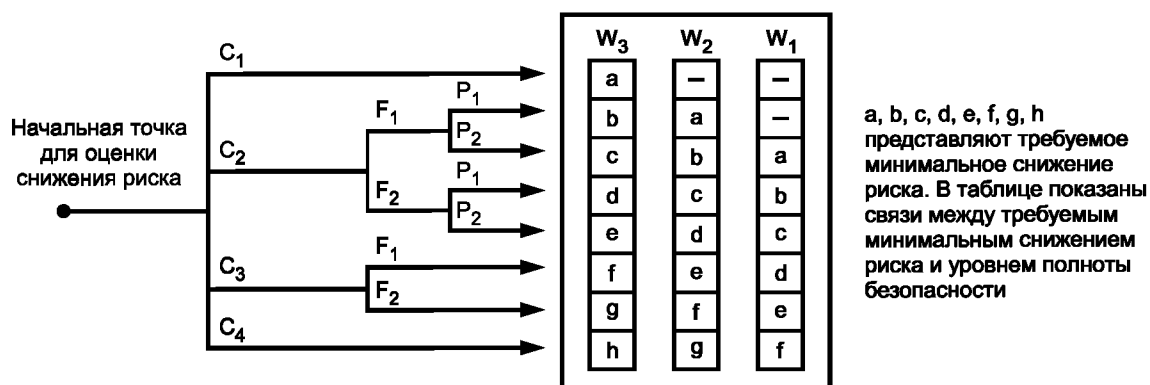 Начальная точка
для оценки
снижения риска
C1
C2
C3
C4
F1
F2
F1
F2
P1
P2
P1
P2
W3 W2 W1
a – –
b a –
c b a
d c b
e d c
f e d
g f e
h g f
a, b, c, d, e, f, g, h
представляют требуемое
минимальное снижение
риска. В таблице показаны
связи между требуемым
минимальным снижением
риска и уровнем полноты
безопасности